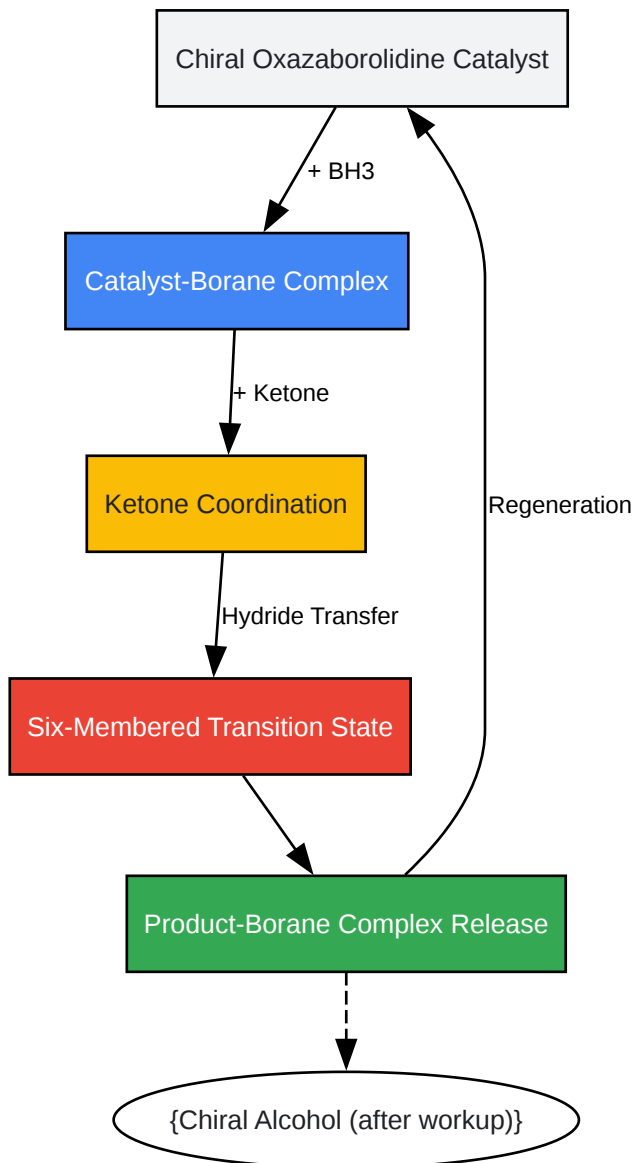 Chiral Oxazaborolidine Catalyst
+ BH3
Catalyst-Borane Complex
+ Ketone
Ketone Coordination
Regeneration
Hydride Transfer
Six-Membered Transition State
Product-Borane Complex Release
{Chiral Alcohol (after workup)}